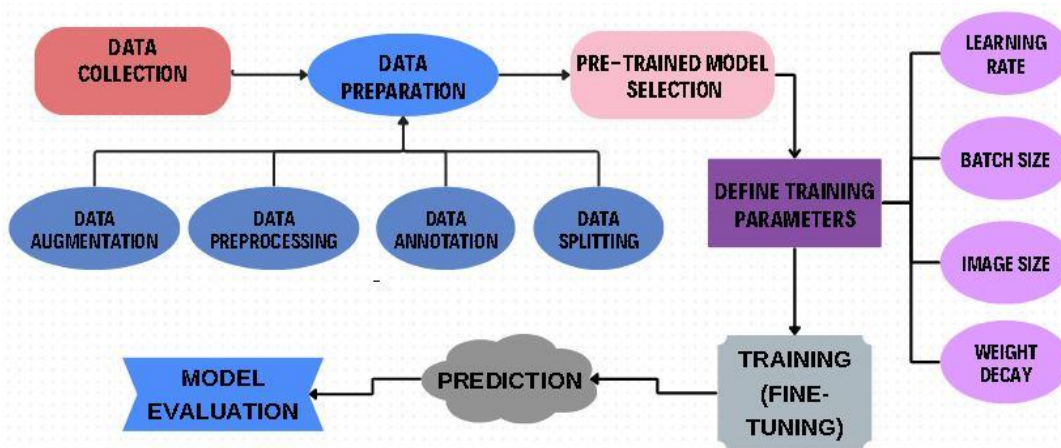 DATA
COLLECTION
DATA
PREPARATION
PRE-TRAINED MODEL
SELECTION
LEARNING
RATE
BATCH SIZE
IMAGE SIZE
WEIGHT
DECAY
DEFINE TRAINING
PARAMETERS
DATA
AUGMENTATION
DATA
PREPROCESSING
DATA
ANNOTATION
DATA
SPLITTING
TRAINING
(FINE-
TUNING)
PREDICTION
MODEL
EVALUATION